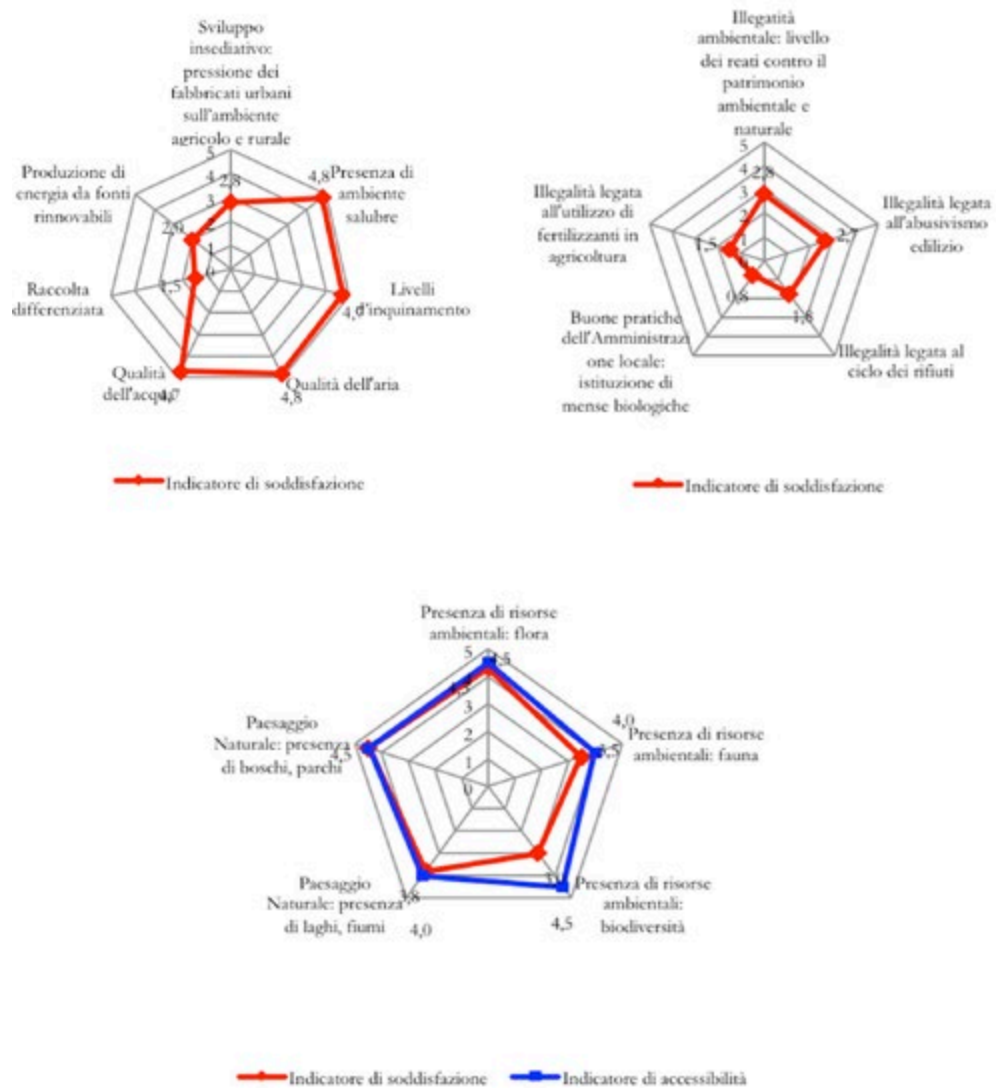 Sviluppo
insediativo:
pressione dei
fabbricati urbani
sull'ambiente
agricolo e rurale
5
4
3
2
1
0
2,8
4,8
Presenza di
ambiente
salubre
Livelli
d'inquinamento
Qualità dell'aria
4,8
Qualità
dell'acqua
4,7
Raccolta
differenziata
1,5
Produzione di
energia da fonti
rinnovabili
Indicatore di soddisfazione
Illegatità
ambientale: livello
dei reati contro il
patrimonio
ambientale e
naturale
5
4
3
2
1
2,8
Illegalità legata
all'abusivismo
edilizio
2,7
Illegalità legata al
ciclo dei rifiuti
Buone pratiche
dell'Amministrazi
one locale:
istituzione di
mense biologiche
0,8
Illegalità legata
all'utilizzo di
fertilizzanti in
agricoltura
1,5
Indicatore di soddisfazione
Presenza di risorse
ambientali: flora
5
4
3
2
1
0
4,5
4,3
4,0
Presenza di risorse
ambientali: fauna
Presenza di risorse
ambientali:
biodiversità
4,5
Paesaggio
Naturale: presenza
di laghi, fiumi
3,8
4,0
Paesaggio
Naturale: presenza
di boschi, parchi
4,5
Indicatore di soddisfazione
Indicatore di accessibilità